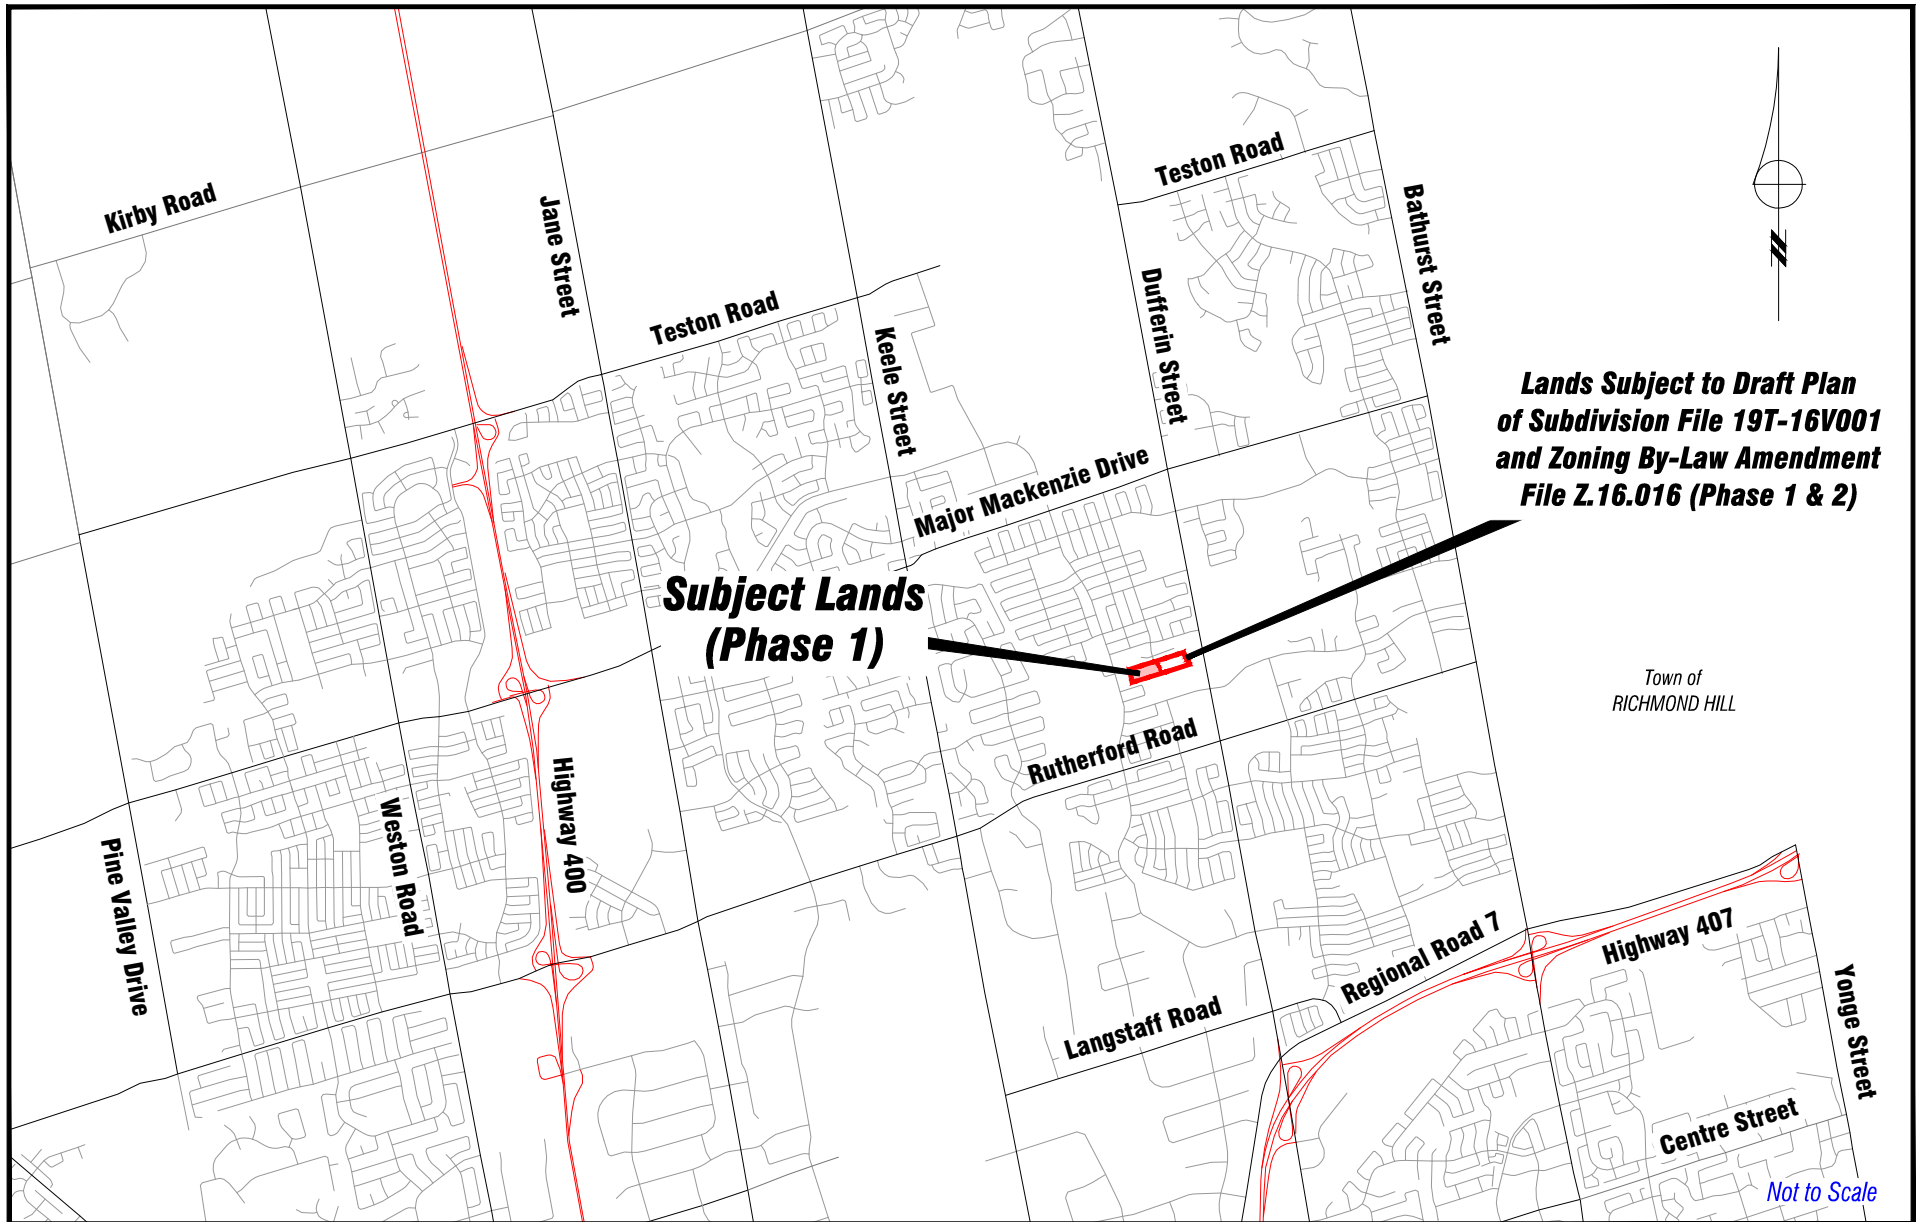 Kirby Road
Jane Street
Teston Road
Teston Road
Bathurst Street
Dufferin Street
Keele Street
N
Lands Subject to Draft Plan
of Subdivision File 19T-16V001
and Zoning By-Law Amendment
File Z.16.016 (Phase 1 & 2)
Major Mackenzie Drive
Subject Lands
(Phase 1)
Town of
RICHMOND HILL
Rutherford Road
Highway 400
Weston Road
Pine Valley Drive
Regional Road 7
Highway 407
Langstaff Road
Yonge Street
Centre Street
Not to Scale